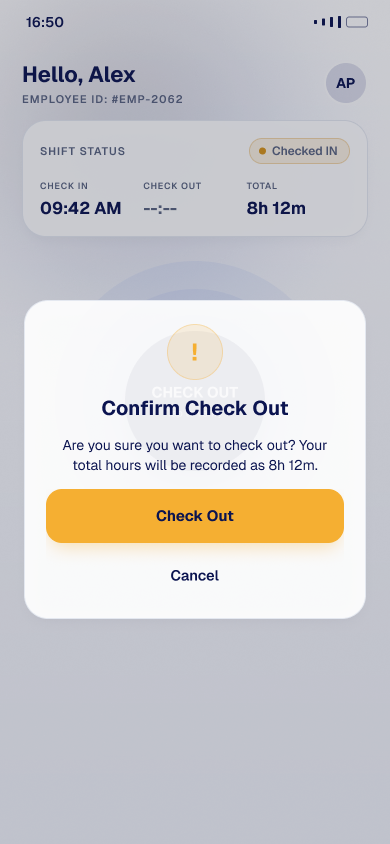 16:50
Hello, Alex
AP
EMPLOYEE ID: #EMP-2062
SHIFT STATUS
Checked IN
CHECK IN
CHECK OUT
TOTAL
09:42 AM
--:--
8h 12m
!
CHECK OUT
Confirm Check Out
Are you sure you want to check out? Your
total hours will be recorded as 8h 12m.
Check Out
Cancel